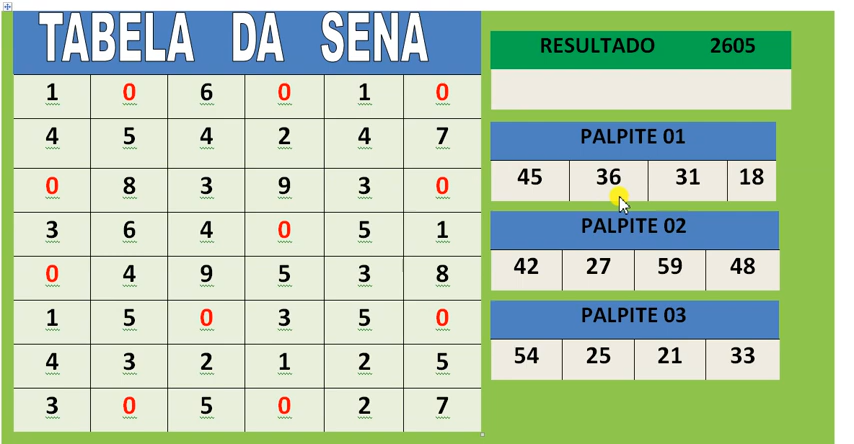 TABELA DA SENA
1 0 6 0 1 0
4 5 4 2 4 7
0 8 3 9 3 0
3 6 4 0 5 1
0 4 9 5 3 8
1 5 0 3 5 0
4 3 2 1 2 5
3 0 5 0 2 7
RESULTADO 2605
PALPITE 01
45 36 31 18
PALPITE 02
42 27 59 48
PALPITE 03
54 25 21 33